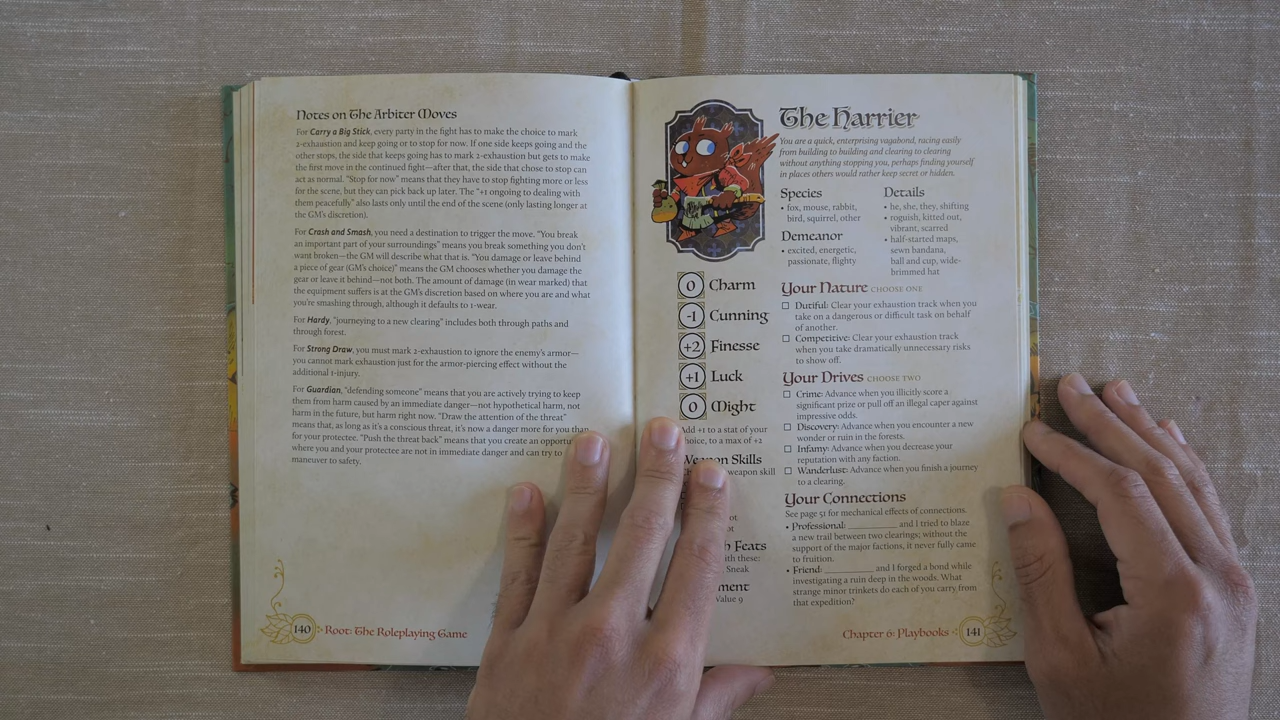 Notes on The Arbiter Moves
For Carry a Big Stick, every party in the fight has to make the choice to mark
2-exhaustion and keep going or to stop for now. If one side keeps going and the
other stops, the side that keeps going has to mark 2-exhaustion but gets to make
the first move in the continued fight—after that, the side that chose to stop can
act as normal. "Stop for now" means that they have to stop fighting more or less
for the scene, but they can pick back up later. The "+1 ongoing to dealing with
them peacefully" also lasts only until the end of the scene (only lasting longer at
the GM's discretion).
For Crash and Smash, you need a destination to trigger the move. "You break
an important part of your surroundings" means you break something you don't
want broken—the GM will describe what that is. "You damage or leave behind
a piece of gear (GM's choice)" means the GM chooses whether you damage the
gear or leave it behind—not both. The amount of damage (in wear marked) that
the equipment suffers is at the GM's discretion based on where you are and what
you're smashing through, although it defaults to 1-wear.
For Hardy, "journeying to a new clearing" includes both through paths and
through forest.
For Strong Draw, you must mark 2-exhaustion to ignore the enemy's armor—
you cannot mark exhaustion just for the armor-piercing effect without the
additional 1-injury.
For Guardian, "defending someone" means that you are actively trying to keep
them from harm caused by an immediate danger—not hypothetical harm, not
harm in the future, but harm right now. "Draw the attention of the threat"
means that, as long as it's a conscious threat, it's now a danger more for you than
for your protectee. "Push the threat back" means that you create an
where you and your protectee are not in immediate danger and can try to
maneuver to safety.
140 Root: The Roleplaying Game
The Harrier
You are a quick, enterprising vagabond, racing easily
from building to building and clearing to clearing
without anything stopping you, perhaps finding yourself
in places others would rather keep secret or hidden.
Species
• fox, mouse, rabbit,
bird, squirrel, other
Demeanor
• excited, energetic,
passionate, flighty
Details
• he, she, they, shifting
• roguish, kitted out,
vibrant, scarred
• half-started maps,
sewn bandana,
ball and cup, wide-
brimmed hat
0 Charm
-1 Cunning
+2 Finesse
+1 Luck
0 Might
Add +1 to a stat of your
choice, to a max of +2
Weapon Skills
weapon skill
Feats
with these:
Sneak
Value 9
Your Nature CHOOSE ONE
Dutiful: Clear your exhaustion track when you
take on a dangerous or difficult task on behalf
of another.
Competitive: Clear your exhaustion track
when you take dramatically unnecessary risks
to show off.
Your Drives CHOOSE TWO
Crime: Advance when you illicitly score a
significant prize or pull off an illegal caper against
impressive odds.
Discovery: Advance when you encounter a new
wonder or ruin in the forests.
Infamy: Advance when you decrease your
reputation with any faction.
Wanderlust: Advance when you finish a journey
to a clearing.
Your Connections
See page 51 for mechanical effects of connections.
• Professional: __________ and I tried to blaze
a new trail between two clearings; without the
support of the major factions, it never fully came
to fruition.
• Friend: __________ and I forged a bond while
investigating a ruin deep in the woods. What
strange minor trinkets do each of you carry from
that expedition?
Chapter 6: Playbooks 141